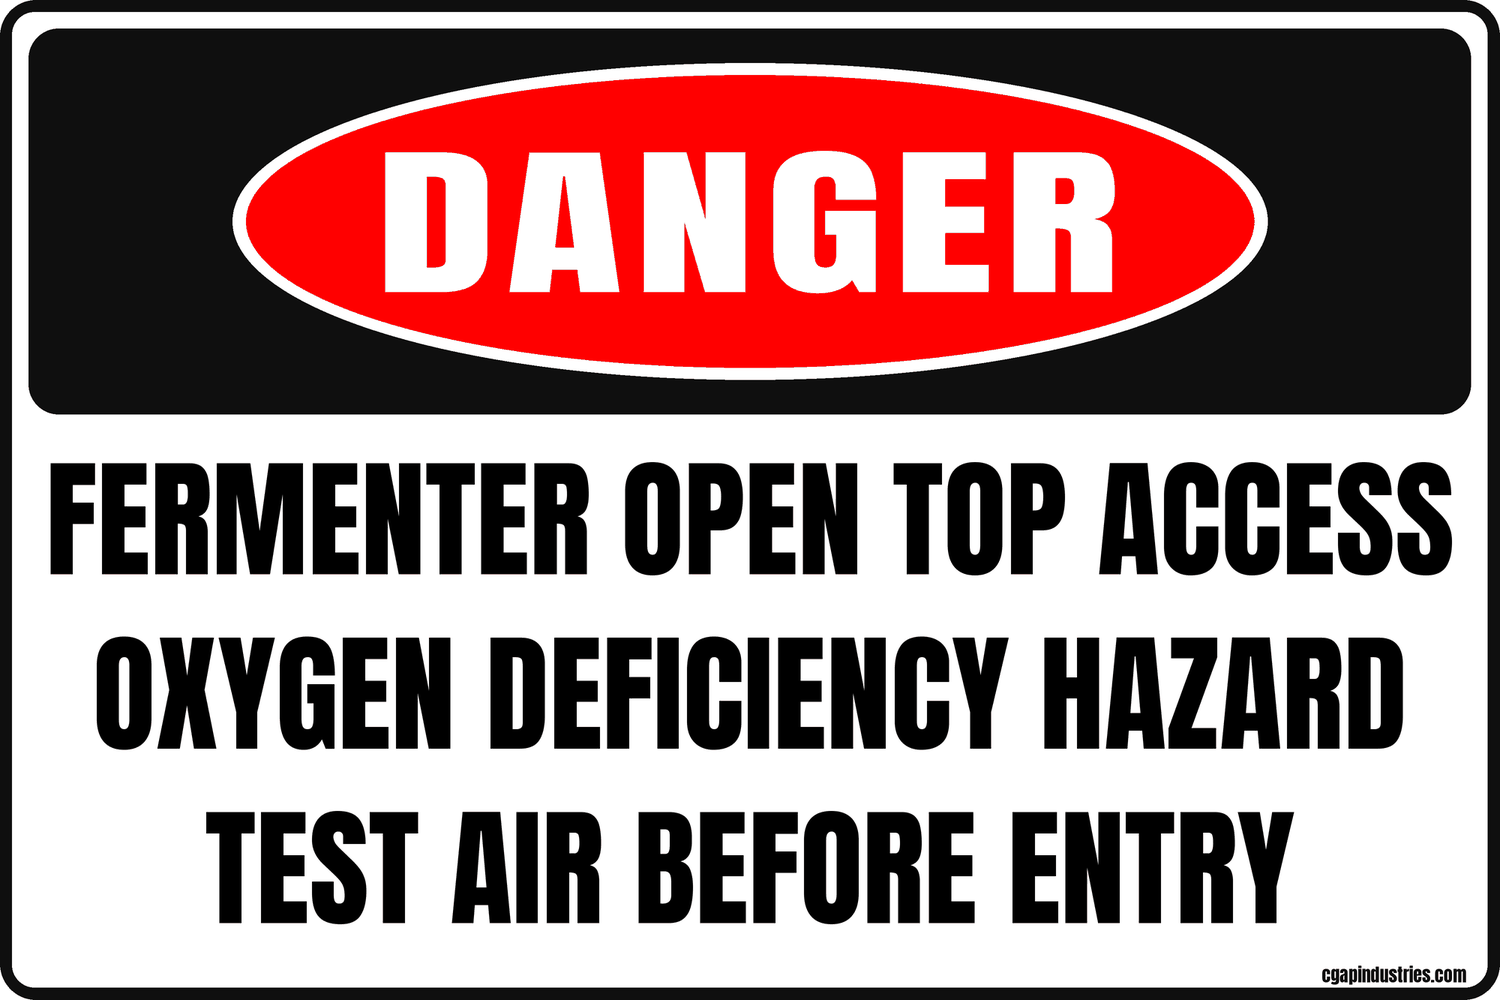 DANGER
FERMENTER OPEN TOP ACCESS
OXYGEN DEFICIENCY HAZARD
TEST AIR BEFORE ENTRY
cgapindustries.com